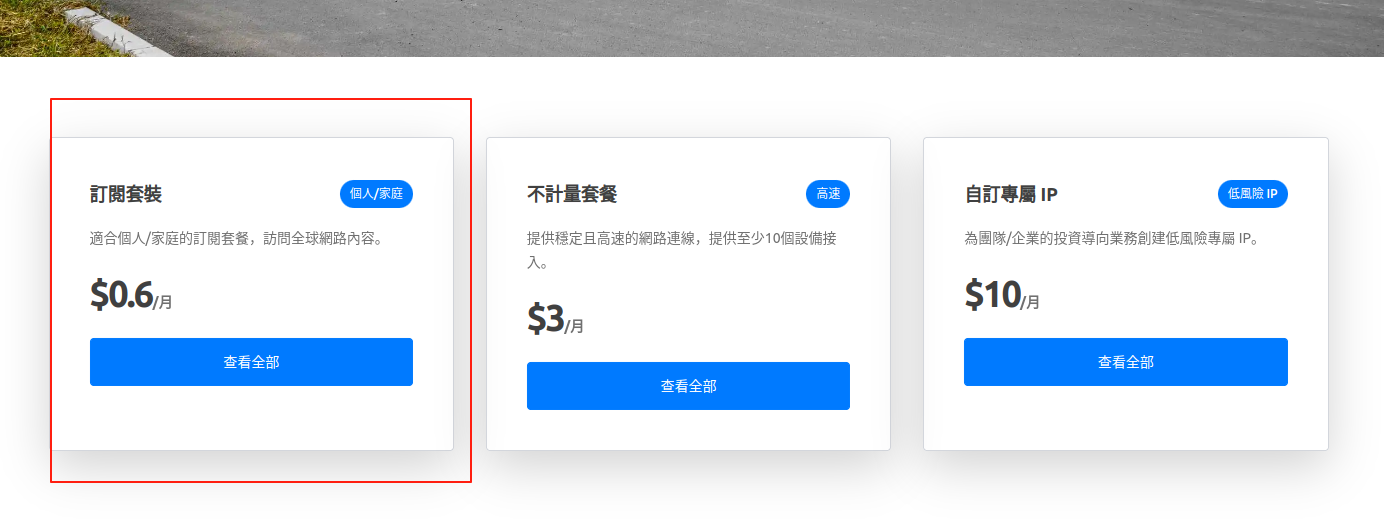 訂閱套裝
個人/家庭
適合個人/家庭的訂閱套餐，訪問全球網路內容。
$0.6/月
查看全部
不計量套餐
高速
提供穩定且高速的網路連線，提供至少10個設備接
入。
$3/月
查看全部
自訂專屬 IP
低風險 IP
為團隊/企業的投資導向業務創建低風險專屬 IP。
$10/月
查看全部